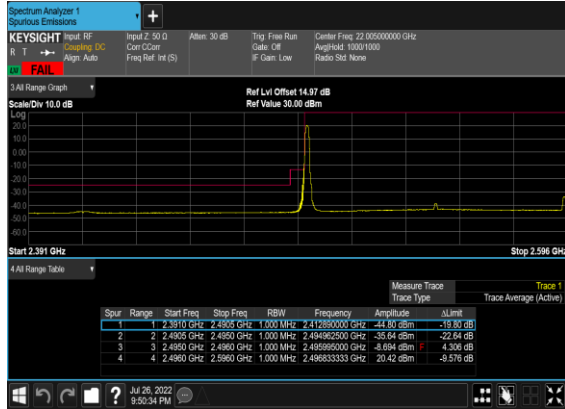 Spectrum Analyzer 1
Spurious Emissions
+
KEYSIGHT Input: RF Input Z: 50 Ω Atten: 30 dB Trig: Free Run Center Freq: 22.005000000 GHz
R T Coupling: DC Corr CCorr Gate: Off Avg|Hold: 1000/1000
Align: Auto Freq Ref: Int (S) IF Gain: Low Radio Std: None
FAIL
3 All Range Graph
Ref Lvl Offset 14.97 dB
Scale/Div 10.0 dB Ref Value 30.00 dBm
Log
20.0
10.0
0.00
-10.0
-20.0
-30.0
-40.0
-50.0
-60.0
Start 2.391 GHz Stop 2.596 GHz
4 All Range Table
Measure Trace Trace 1
Trace Type Trace Average (Active)
Spur Range Start Freq Stop Freq RBW Frequency Amplitude ΔLimit
1 1 2.3910 GHz 2.4905 GHz 1.000 MHz 2.412890000 GHz -44.80 dBm -19.80 dB
2 2 2.4905 GHz 2.4950 GHz 1.000 MHz 2.494962500 GHz -35.64 dBm -22.64 dB
3 3 2.4950 GHz 2.4960 GHz 1.000 MHz 2.495995000 GHz -8.694 dBm F 4.306 dB
4 4 2.4960 GHz 2.5960 GHz 1.000 MHz 2.496833333 GHz 20.42 dBm -9.576 dB
? Jul 26, 2022
9:50:34 PM